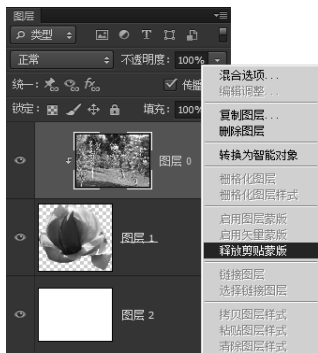 图层
类型
T
正常
不透明度: 100%
统一:
传播
锁定:
填充: 100%
图层 0
图层 1
图层 2
混合选项...
编辑调整...
复制图层...
删除图层
转换为智能对象
栅格化图层
栅格化图层样式
启用图层蒙版
启用矢量蒙版
释放剪贴蒙版
链接图层
选择链接图层
拷贝图层样式
粘贴图层样式
清除图层样式